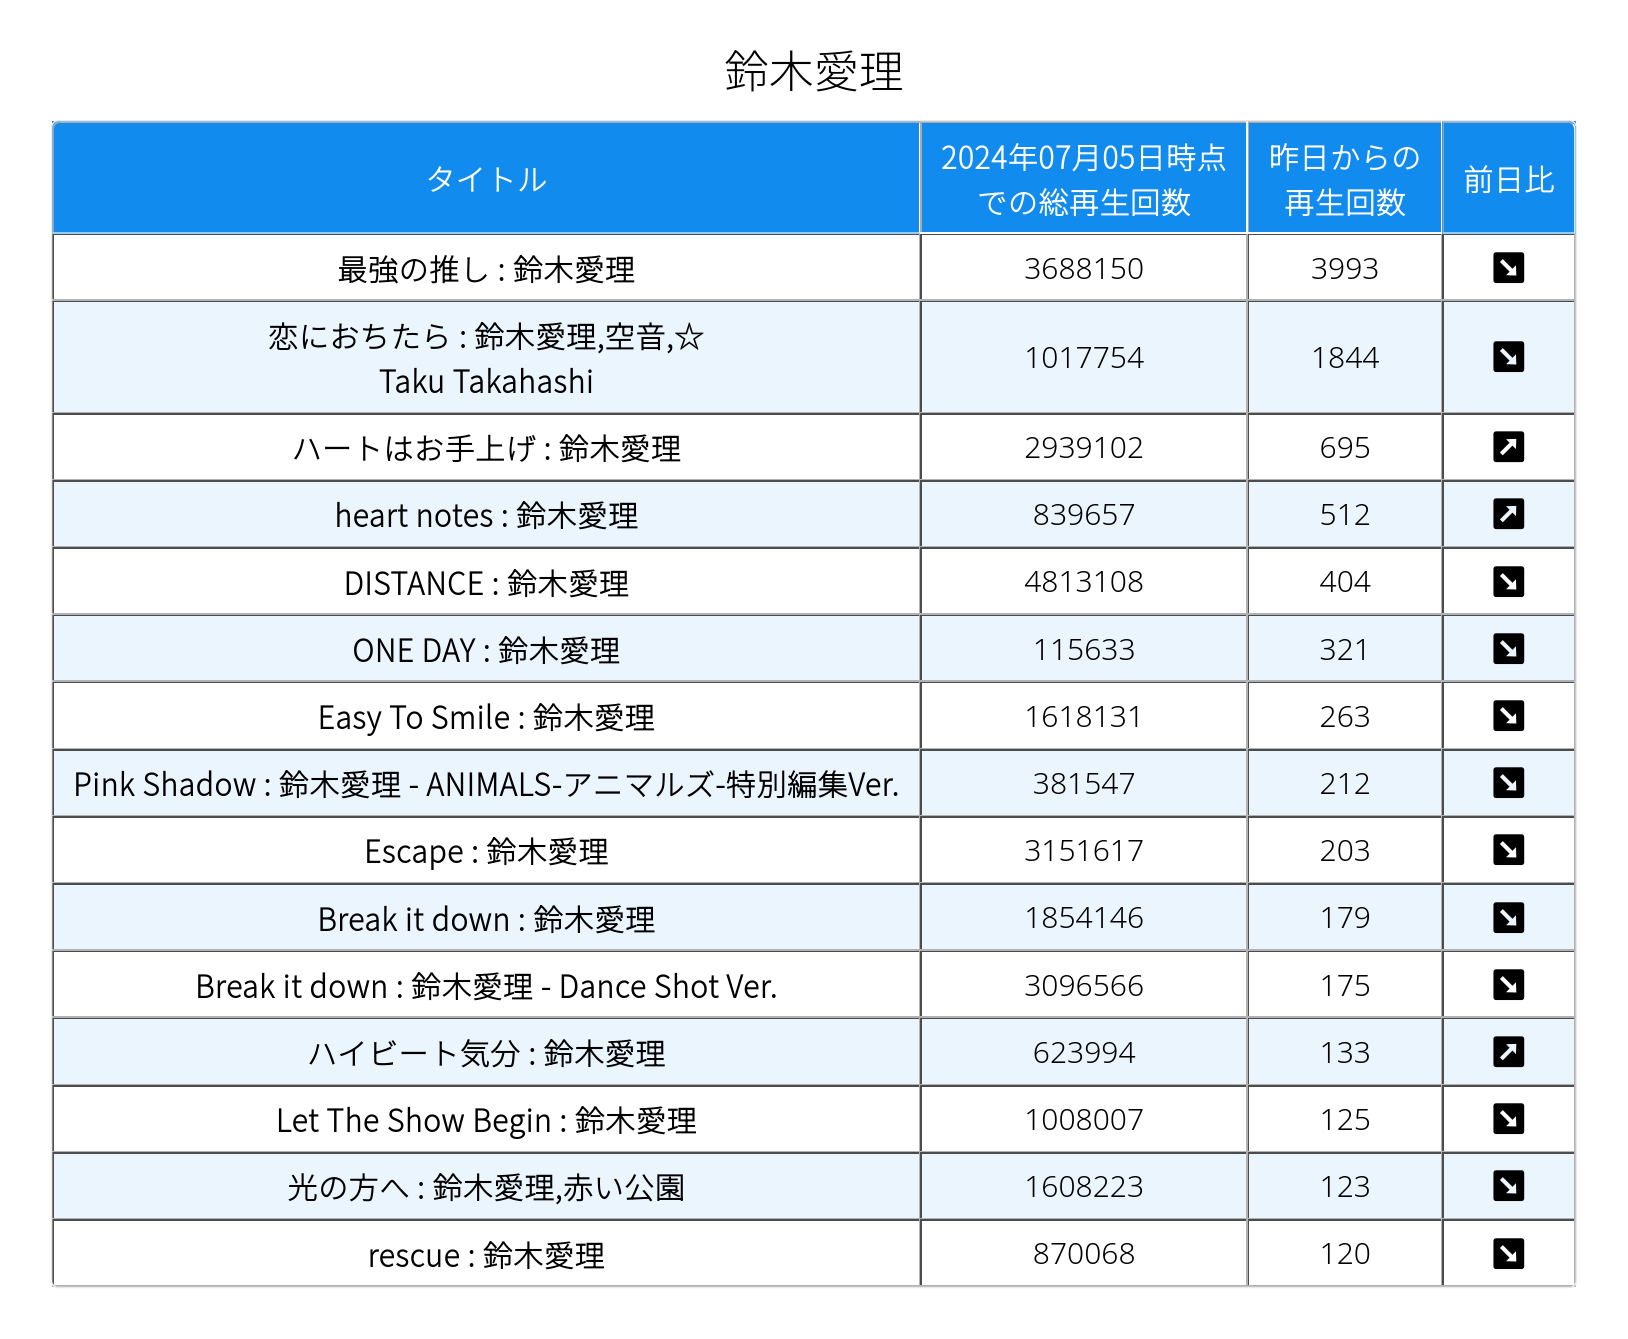 鈴木愛理
タイトル
2024年07月05日時点
での総再生回数
昨日からの
再生回数
前日比
最強の推し : 鈴木愛理 3688150 3993 ↘
恋におちたら : 鈴木愛理,空音,☆
Taku Takahashi 1017754 1844 ↘
ハートはお手上げ : 鈴木愛理 2939102 695 ↗
heart notes : 鈴木愛理 839657 512 ↗
DISTANCE : 鈴木愛理 4813108 404 ↘
ONE DAY : 鈴木愛理 115633 321 ↘
Easy To Smile : 鈴木愛理 1618131 263 ↘
Pink Shadow : 鈴木愛理 - ANIMALS-アニマルズ-特別編集Ver. 381547 212 ↘
Escape : 鈴木愛理 3151617 203 ↘
Break it down : 鈴木愛理 1854146 179 ↘
Break it down : 鈴木愛理 - Dance Shot Ver. 3096566 175 ↘
ハイビート気分 : 鈴木愛理 623994 133 ↗
Let The Show Begin : 鈴木愛理 1008007 125 ↘
光の方へ : 鈴木愛理,赤い公園 1608223 123 ↘
rescue : 鈴木愛理 870068 120 ↘